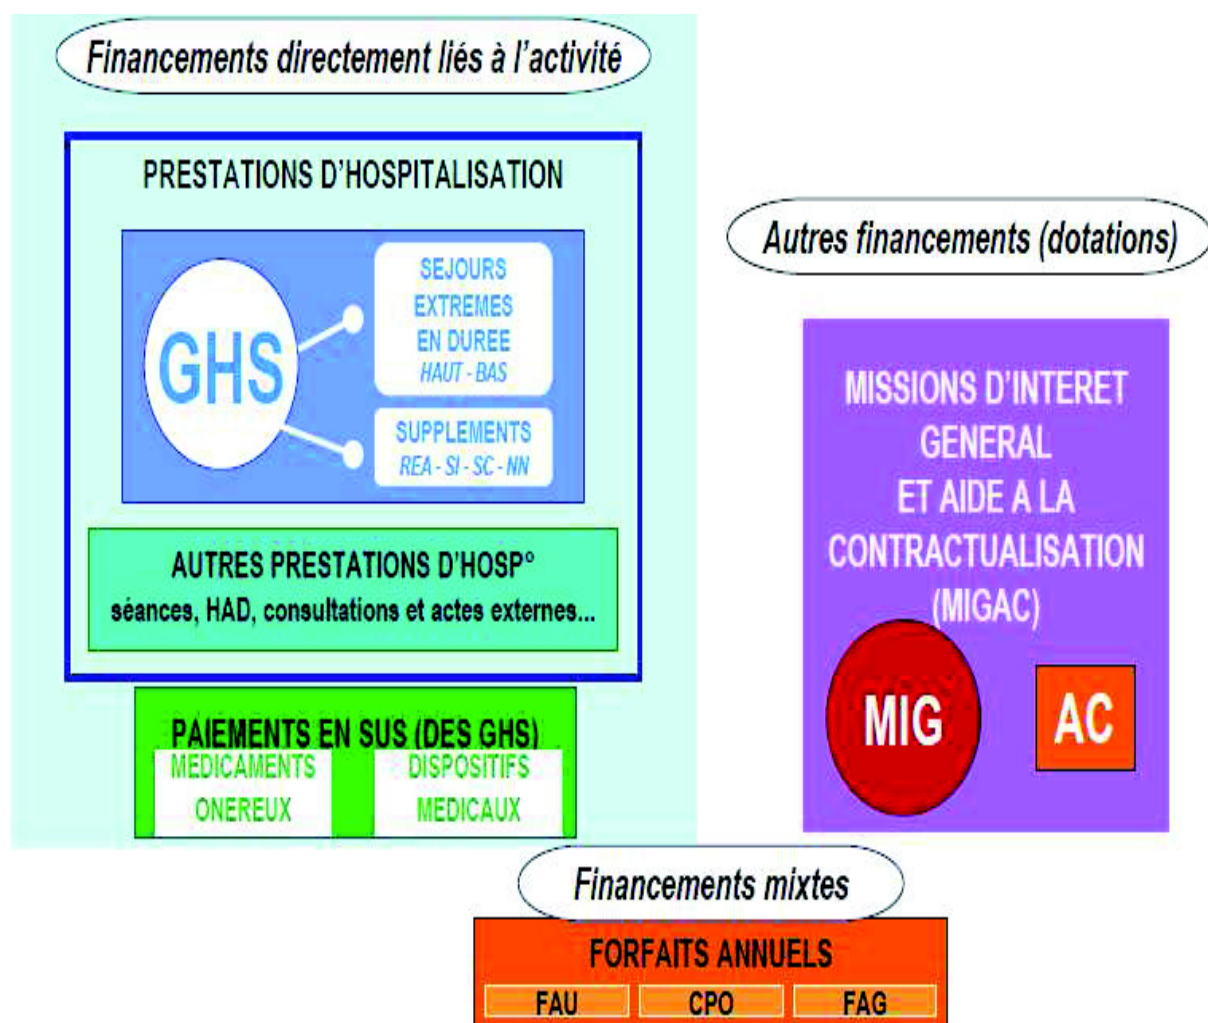 Financements directement liés à l'activité
PRESTATIONS D'HOSPITALISATION
GHS
SEJOURS
EXTREMES
EN DUREE
HAUT - BAS
SUPPLEMENTS
REA - SI - SC - NN
AUTRES PRESTATIONS D'HOSP°
séances, HAD, consultations et actes externes...
PAIEMENTS EN SUS (DES GHS)
MEDICAMENTS
ONEREUX
DISPOSITIFS
MEDICAUX
Autres financements (dotations)
MISSIONS D'INTERET
GENERAL
ET AIDE A LA
CONTRACTUALISATION
(MIGAC)
MIG
AC
Financements mixtes
FORFAITS ANNUELS
FAU
CPO
FAG